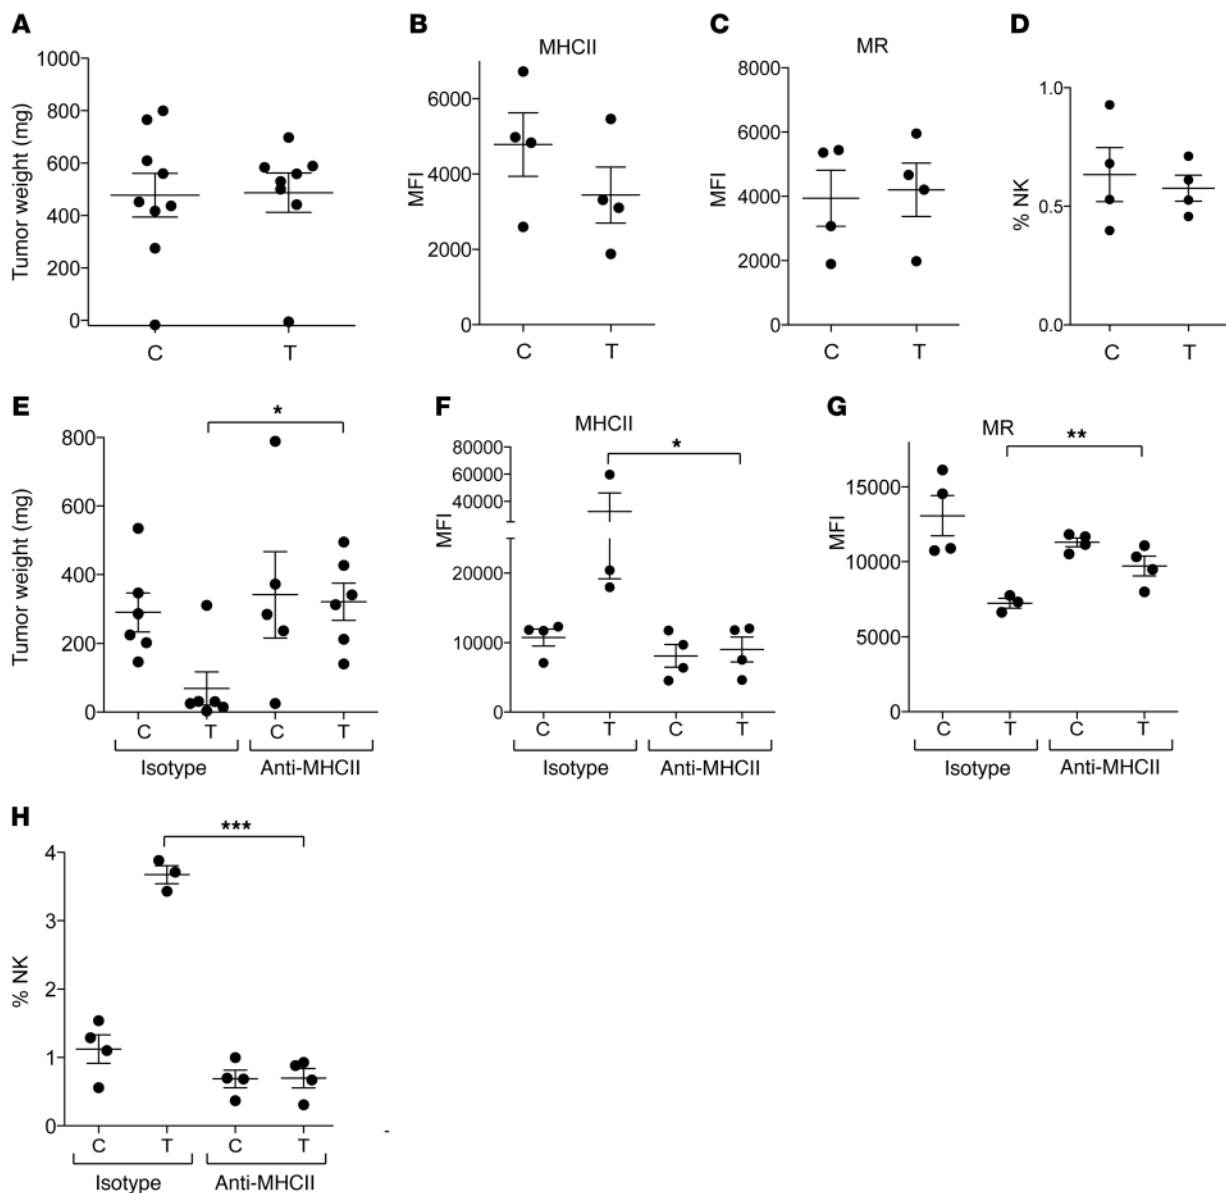 A
Tumor weight (mg)
1000
800
600
400
200
0
C T
B
MHCII
MFI
6000
4000
2000
0
C T
C
MR
MFI
8000
6000
4000
2000
0
C T
D
% NK
1.0
0.5
0.0
C T
E
*
Tumor weight (mg)
800
600
400
200
0
C T C T
Isotype Anti-MHCII
F
MHCII
*
MFI
80000
60000
40000
20000
10000
0
C T C T
Isotype Anti-MHCII
G
MR
**
MFI
15000
10000
5000
0
C T C T
Isotype Anti-MHCII
H
***
% NK
4
3
2
1
0
C T C T
-
Isotype Anti-MHCII